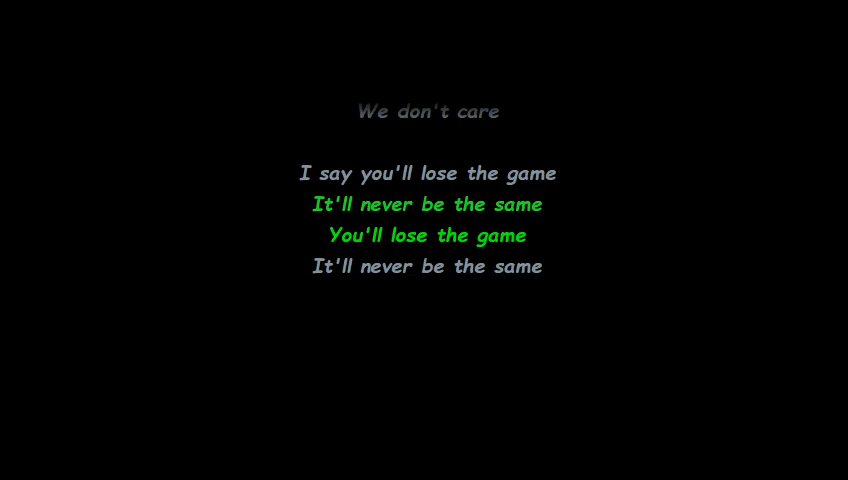 We don't care
I say you'll lose the game
It'll never be the same
You'll lose the game
It'll never be the same